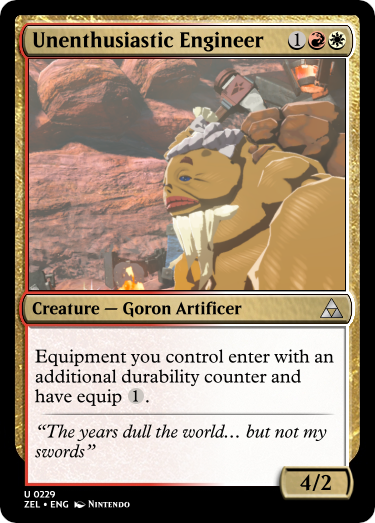 Unenthusiastic Engineer 1
Creature — Goron Artificer
Equipment you control enter with an
additional durability counter and
have equip 1.
“The years dull the world… but not my
swords”
4/2
U 0229
ZEL • ENG Nintendo